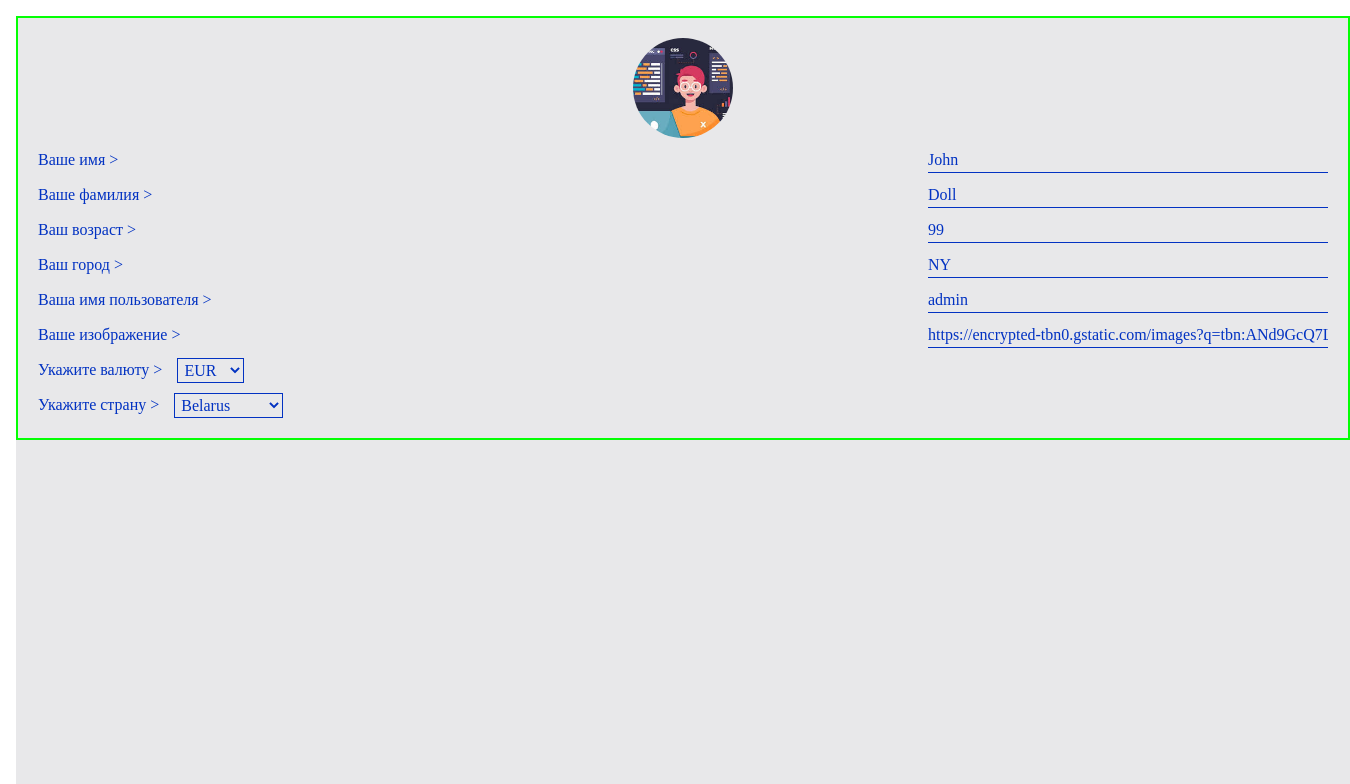 css
Ваше имя > John
Ваше фамилия > Doll
Ваш возраст > 99
Ваш город > NY
Ваша имя пользователя > admin
Ваше изображение > https://encrypted-tbn0.gstatic.com/images?q=tbn:ANd9GcQ7I
Укажите валюту > EUR
Укажите страну > Belarus